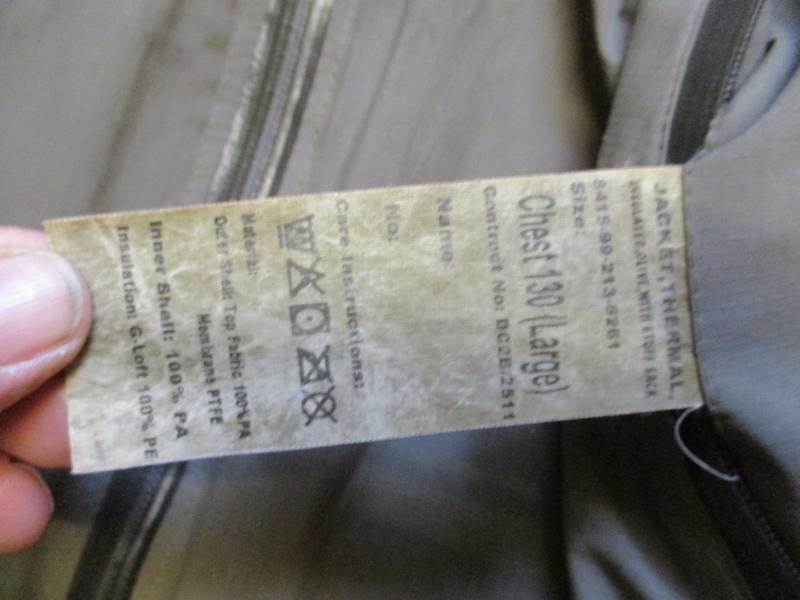 JACKET,THERMAL,
INSULATED,OLIVE,WITH STUFF SACK
8415-99-213-6261
Size:
Chest 130 (Large)
Contract No: DC2B/2511
Name:
No:
Care Instructions:
Material:
Outer Shell: Top Fabric 100% PA
Membrane PTFE
Inner Shell: 100% PA
Insulation: G-Loft 100% PE